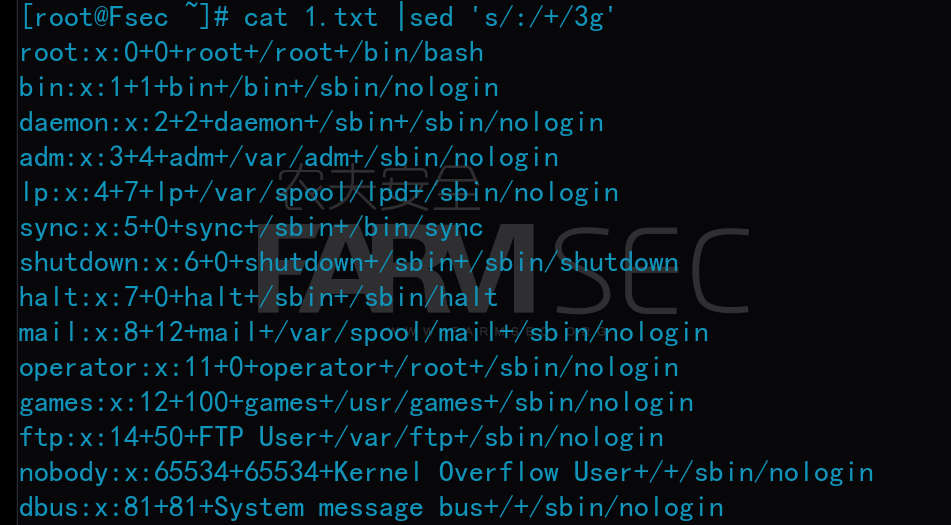 [root@Fsec ~]# cat 1.txt |sed 's/:/+/3g'
root:x:0+0+root+/root+/bin/bash
bin:x:1+1+bin+/bin+/sbin/nologin
daemon:x:2+2+daemon+/sbin+/sbin/nologin
adm:x:3+4+adm+/var/adm+/sbin/nologin
lp:x:4+7+lp+/var/spool/lpd+/sbin/nologin
农夫安全
sync:x:5+0+sync+/sbin+/bin/sync
FARMSEC
shutdown:x:6+0+shutdown+/sbin+/sbin/shutdown
halt:x:7+0+halt+/sbin+/sbin/halt
mail:x:8+12+mail+/var/spool/mail+/sbin/nologin
operator:x:11+0+operator+/root+/sbin/nologin
games:x:12+100+games+/usr/games+/sbin/nologin
ftp:x:14+50+FTP User+/var/ftp+/sbin/nologin
nobody:x:65534+65534+Kernel Overflow User+/+/sbin/nologin
dbus:x:81+81+System message bus+/+/sbin/nologin